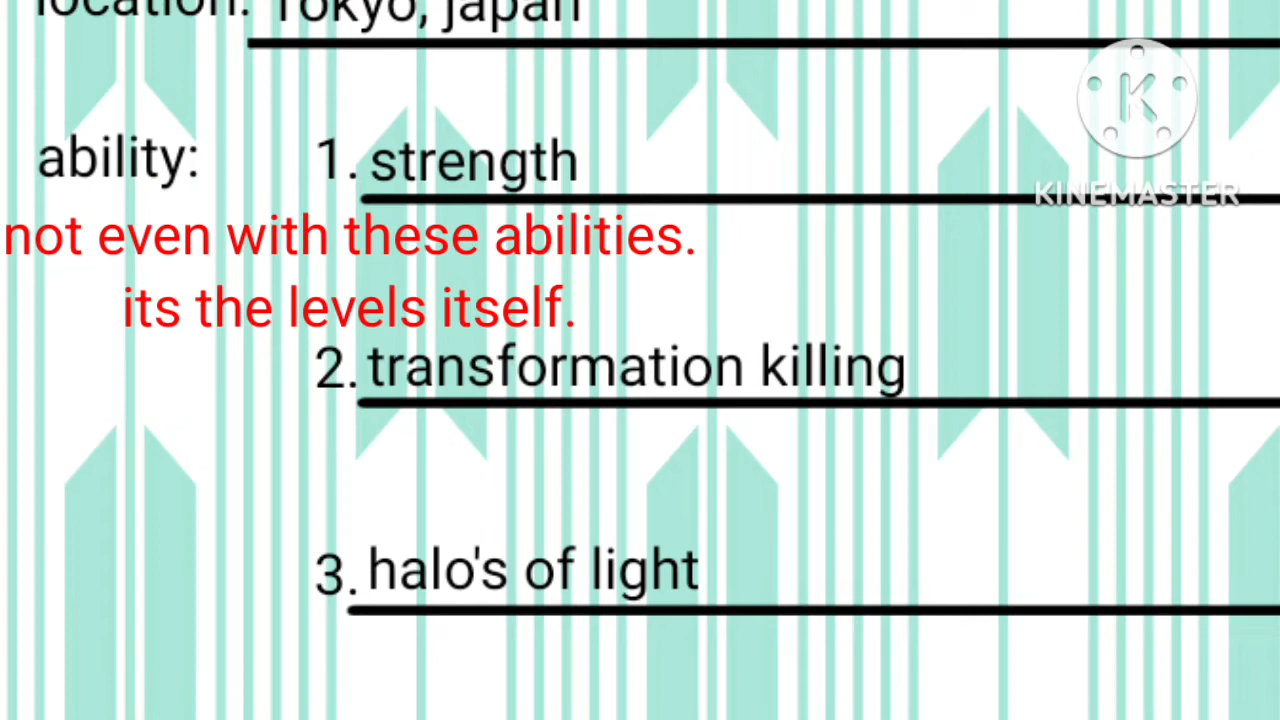 location: Tokyo, japan
ability: 1. strength
not even with these abilities.
its the levels itself.
2. transformation killing
3. halo's of light
KINEMASTER